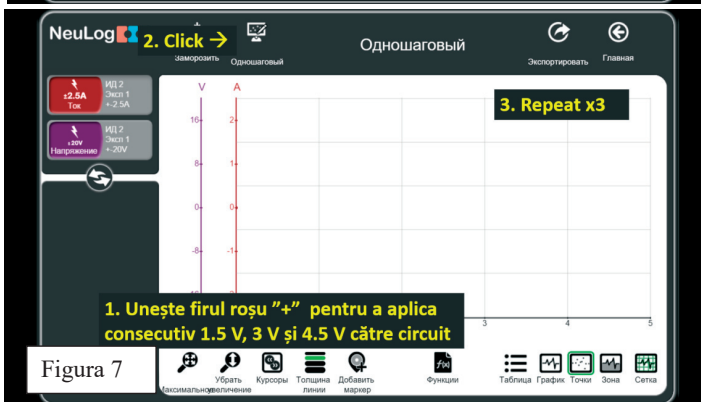 NeuLog
2. Click →
Заморозить
Одношаговый
Одношаговый
Экспортировать
Главная
±2.5A
Ток
ИД 2
Эксп 1
+-2.5A
±20V
Напряжение
ИД 2
Эксп 1
+-20V
V A
3. Repeat x3
16 2
8 1
0 0
-8 -1
1. Unește firul roșu ”+” pentru a aplica
consecutiv 1.5 V, 3 V și 4.5 V către circuit
3 4 5
Figura 7
Убрать
увеличение
Курсоры
Толщина
линии
Добавить
маркер
f(x)
Функции
Таблица
График
Точки
Зона
Сетка